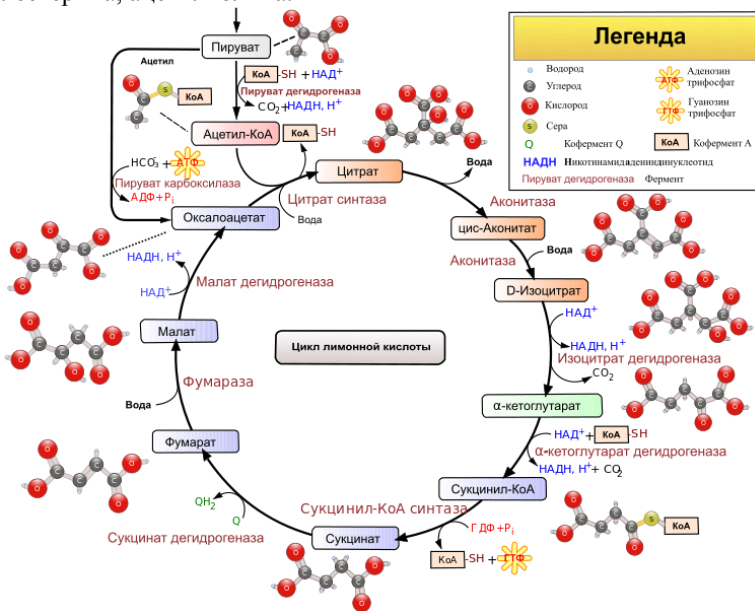 Пируват
Ацетил
КоА-SH + НАД⁺
Пируват дегидрогеназа
CO₂+НАДН, H⁺
S КоА
Ацетил-КоА
КоА-SH
HCO₃⁻+ АТФ
Пируват карбоксилаза
АДФ+Pᵢ
Цитрат
Цитрат синтаза
Вода
Вода
Оксалоацетат
Аконитаза
цис-Аконитат
Аконитаза
Вода
D-Изоцитрат
НАДН, H⁺
Малат дегидрогеназа
НАД⁺
НАД⁺
НАДН, H⁺
Изоцитрат дегидрогеназа
CO₂
Малат
Цикл лимонной кислоты
Фумараза
Вода
α-кетоглутарат
НАД⁺+ КоА-SH
α-кетоглутарат дегидрогеназа
НАДН, H⁺+ CO₂
Фумарат
Сукцинил-КоА
QH₂
Q
Сукцинат дегидрогеназа
Сукцинил-КоА синтаза
ГДФ+Pᵢ
Сукцинат
КоА-SH + ГТФ
S КоА
Легенда
Водород
Углерод
Кислород
S Сера
Q Кофермент Q
НАДН Никотинамидадениндинуклеотид
Пируват дегидрогеназа Фермент
АТФ Аденозин трифосфат
ГТФ Гуанозин трифосфат
КоА Кофермент А